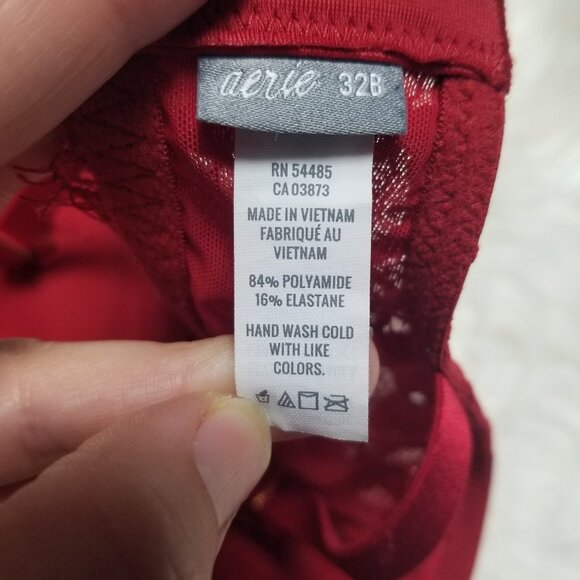 aerie 32B
RN 54485
CA 03873
MADE IN VIETNAM
FABRIQUÉ AU
VIETNAM
84% POLYAMIDE
16% ELASTANE
HAND WASH COLD
WITH LIKE
COLORS.